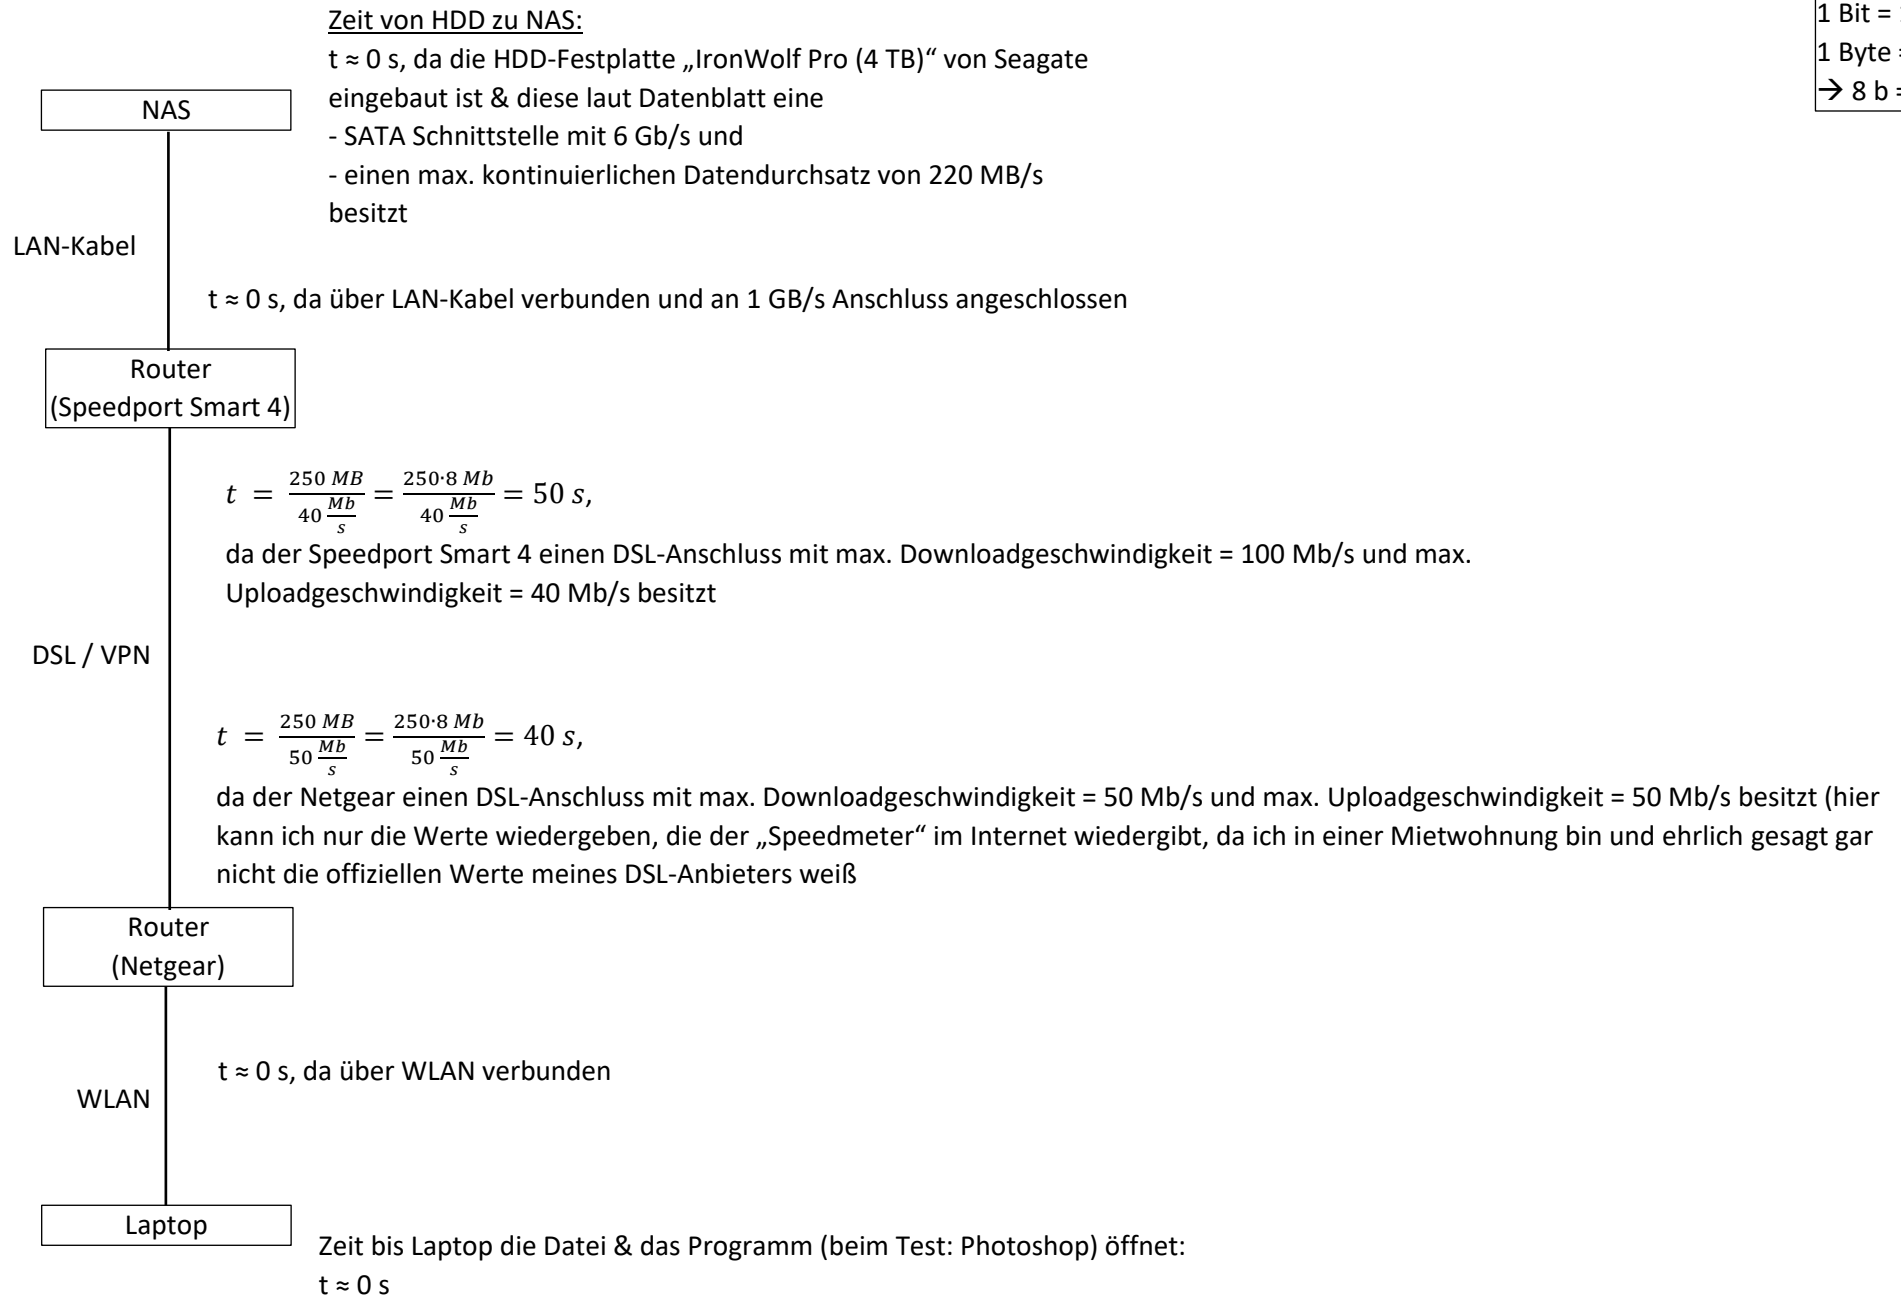 Zeit von HDD zu NAS:
t ≈ 0 s, da die HDD-Festplatte „IronWolf Pro (4 TB)“ von Seagate
eingebaut ist & diese laut Datenblatt eine
- SATA Schnittstelle mit 6 Gb/s und
- einen max. kontinuierlichen Datendurchsatz von 220 MB/s
besitzt
1 Bit =
1 Byte
→ 8 b =
NAS
LAN-Kabel
t ≈ 0 s, da über LAN-Kabel verbunden und an 1 GB/s Anschluss angeschlossen
Router
(Speedport Smart 4)
t = 250 MB / 40 Mb/s = 250·8 Mb / 40 Mb/s = 50 s,
da der Speedport Smart 4 einen DSL-Anschluss mit max. Downloadgeschwindigkeit = 100 Mb/s und max.
Uploadgeschwindigkeit = 40 Mb/s besitzt
DSL / VPN
t = 250 MB / 50 Mb/s = 250·8 Mb / 50 Mb/s = 40 s,
da der Netgear einen DSL-Anschluss mit max. Downloadgeschwindigkeit = 50 Mb/s und max. Uploadgeschwindigkeit = 50 Mb/s besitzt (hier
kann ich nur die Werte wiedergeben, die der „Speedmeter“ im Internet wiedergibt, da ich in einer Mietwohnung bin und ehrlich gesagt gar
nicht die offiziellen Werte meines DSL-Anbieters weiß
Router
(Netgear)
t ≈ 0 s, da über WLAN verbunden
WLAN
Laptop
Zeit bis Laptop die Datei & das Programm (beim Test: Photoshop) öffnet:
t ≈ 0 s